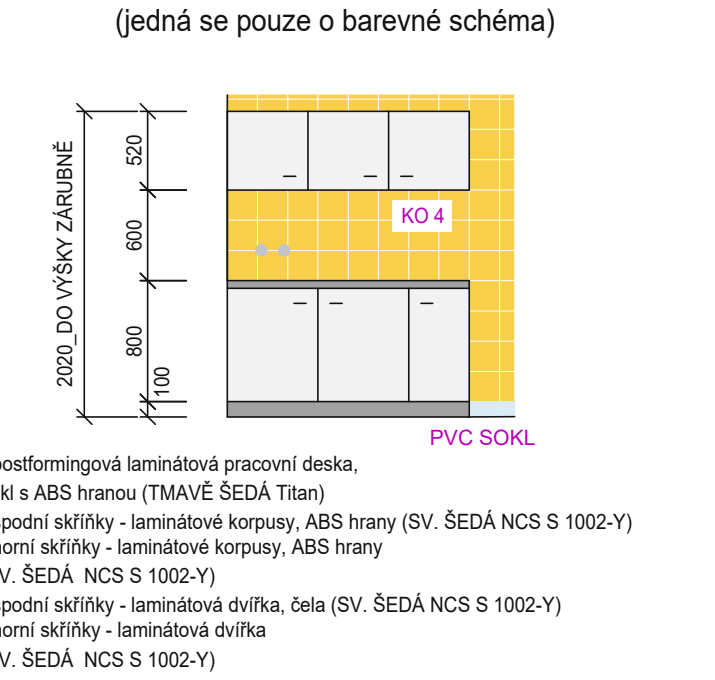 (jedná se pouze o barevné schéma)
2020_DO VÝŠKY ZÁRUBNĚ
520
600
800
100
KO 4
PVC SOKL
postformingová laminátová pracovní deska,
kl s ABS hranou (TMAVĚ ŠEDÁ Titan)
spodní skříňky - laminátové korpusy, ABS hrany (SV. ŠEDÁ NCS S 1002-Y)
horní skříňky - laminátové korpusy, ABS hrany
V. ŠEDÁ NCS S 1002-Y)
spodní skříňky - laminátová dvířka, čela (SV. ŠEDÁ NCS S 1002-Y)
horní skříňky - laminátová dvířka
V. ŠEDÁ NCS S 1002-Y)